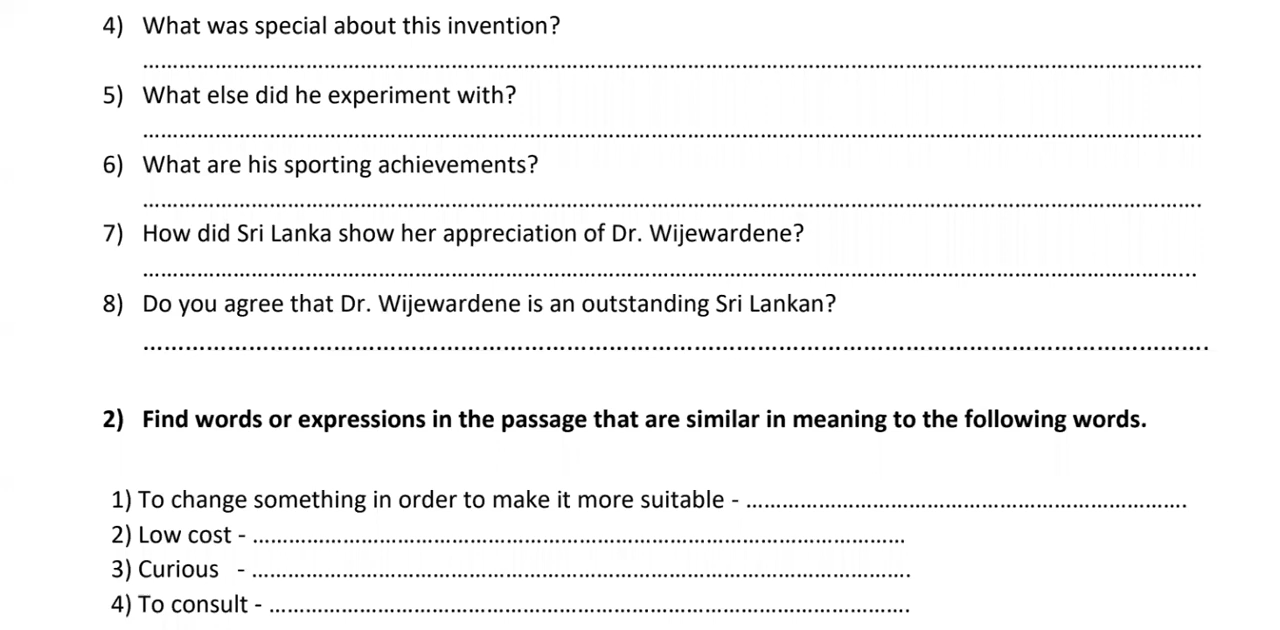 4) What was special about this invention?
................................................................................................................................................
5) What else did he experiment with?
................................................................................................................................................
6) What are his sporting achievements?
................................................................................................................................................
7) How did Sri Lanka show her appreciation of Dr. Wijewardene?
................................................................................................................................................
8) Do you agree that Dr. Wijewardene is an outstanding Sri Lankan?
................................................................................................................................................
2) Find words or expressions in the passage that are similar in meaning to the following words.
1) To change something in order to make it more suitable - ............................................................
2) Low cost - ........................................................................................
3) Curious - ........................................................................................
4) To consult - ......................................................................................